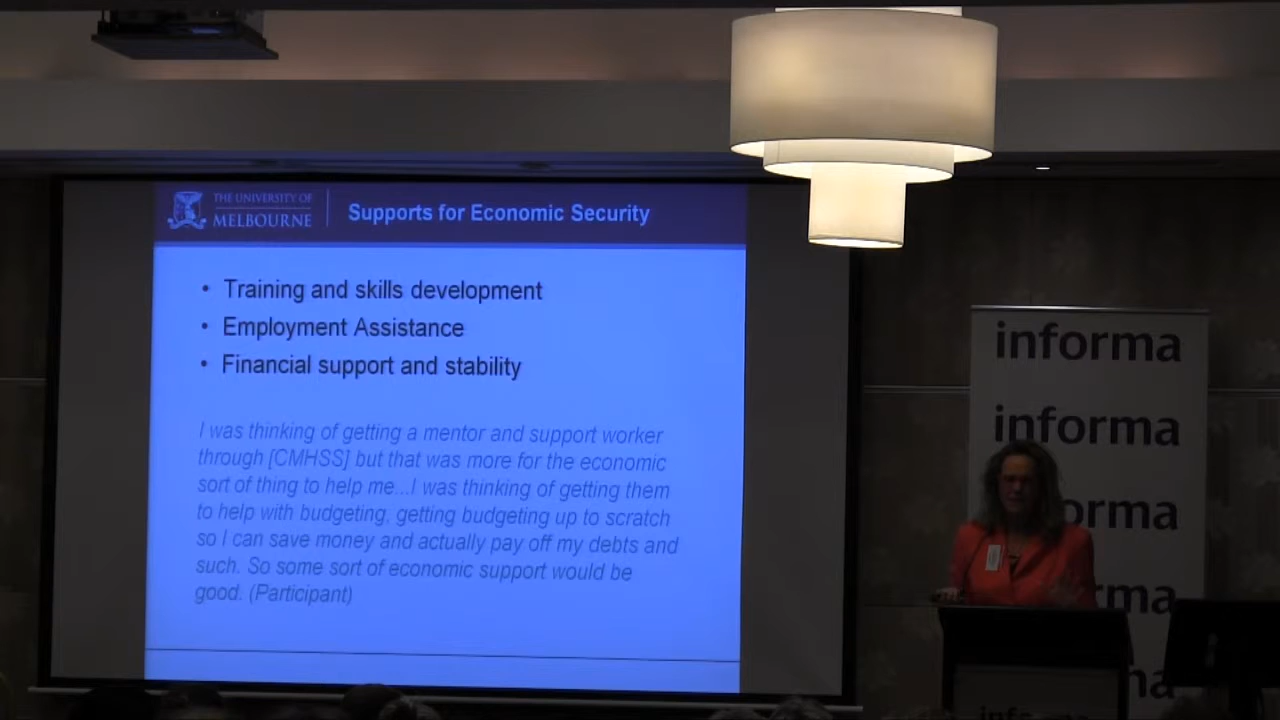 THE UNIVERSITY OF
MELBOURNE
Supports for Economic Security
• Training and skills development
• Employment Assistance
• Financial support and stability
I was thinking of getting a mentor and support worker
through [CMHSS] but that was more for the economic
sort of thing to help me...I was thinking of getting them
to help with budgeting, getting budgeting up to scratch
so I can save money and actually pay off my debts and
such. So some sort of economic support would be
good. (Participant)
informa
informa
orma
rma
na
informa